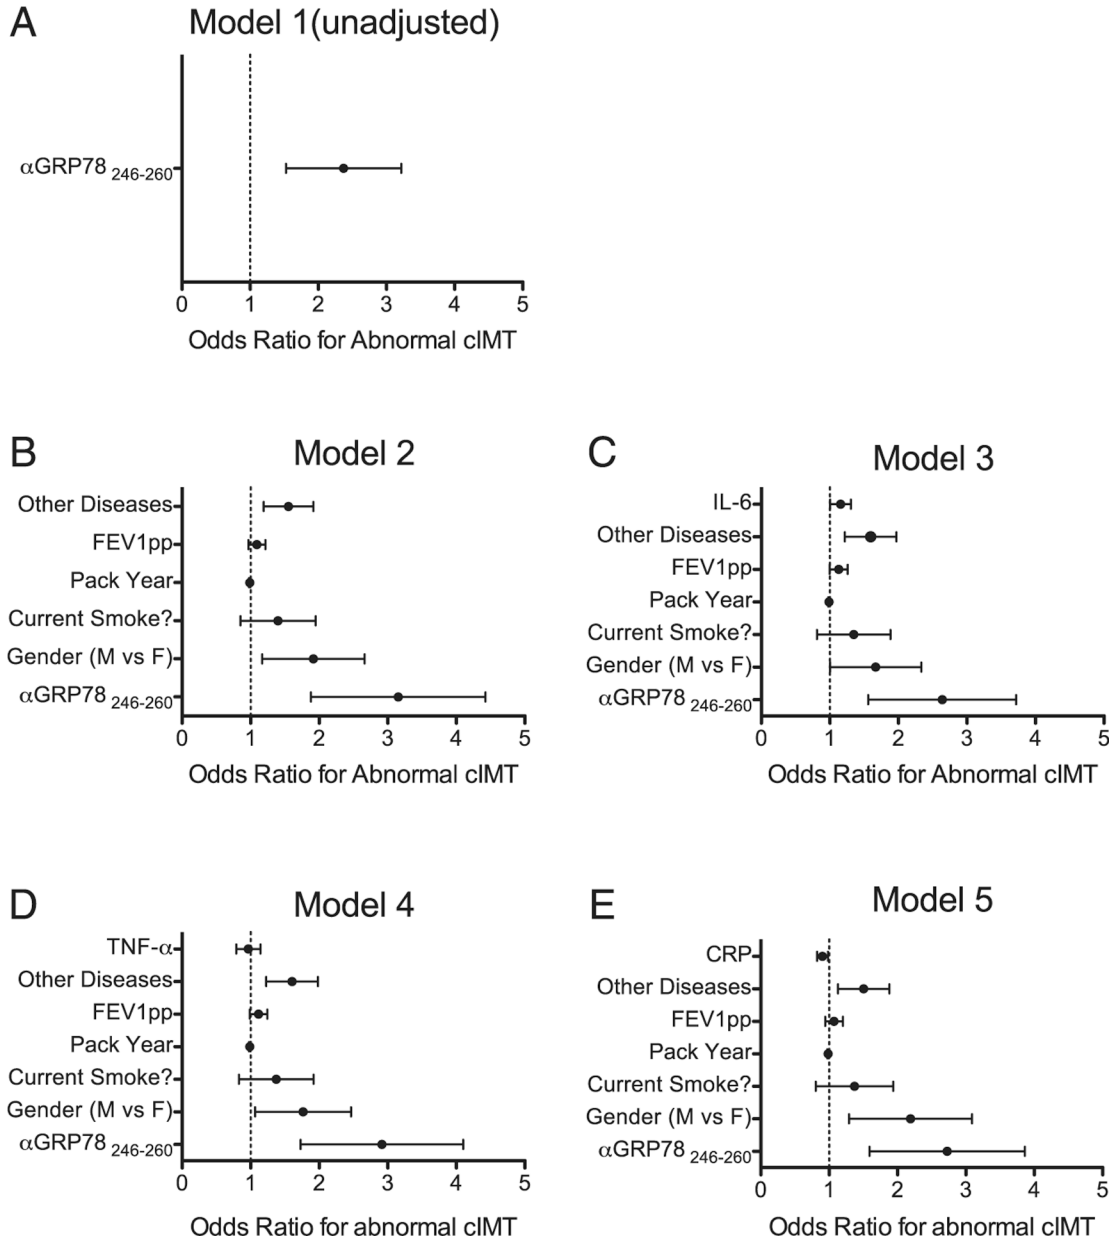 A
Model 1(unadjusted)
αGRP78 246-260
0 1 2 3 4 5
Odds Ratio for Abnormal cIMT
B
Model 2
Other Diseases
FEV1pp
Pack Year
Current Smoke?
Gender (M vs F)
αGRP78 246-260
0 1 2 3 4 5
Odds Ratio for Abnormal cIMT
C
Model 3
IL-6
Other Diseases
FEV1pp
Pack Year
Current Smoke?
Gender (M vs F)
αGRP78 246-260
0 1 2 3 4 5
Odds Ratio for Abnormal cIMT
D
Model 4
TNF-α
Other Diseases
FEV1pp
Pack Year
Current Smoke?
Gender (M vs F)
αGRP78 246-260
0 1 2 3 4 5
Odds Ratio for abnormal cIMT
E
Model 5
CRP
Other Diseases
FEV1pp
Pack Year
Current Smoke?
Gender (M vs F)
αGRP78 246-260
0 1 2 3 4 5
Odds Ratio for abnormal cIMT